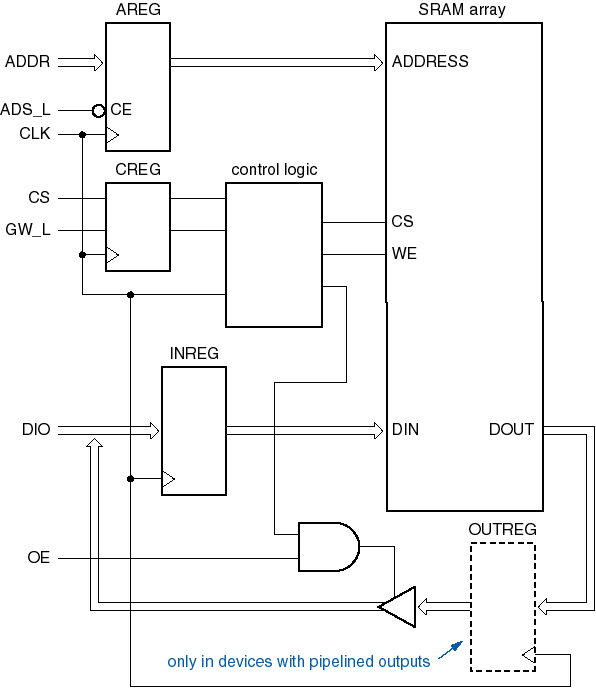 AREG
SRAM array
ADDR
ADDRESS
ADS_L
CE
CLK
CREG
control logic
CS
CS
GW_L
WE
INREG
DIO
DIN
DOUT
OUTREG
OE
only in devices with pipelined outputs